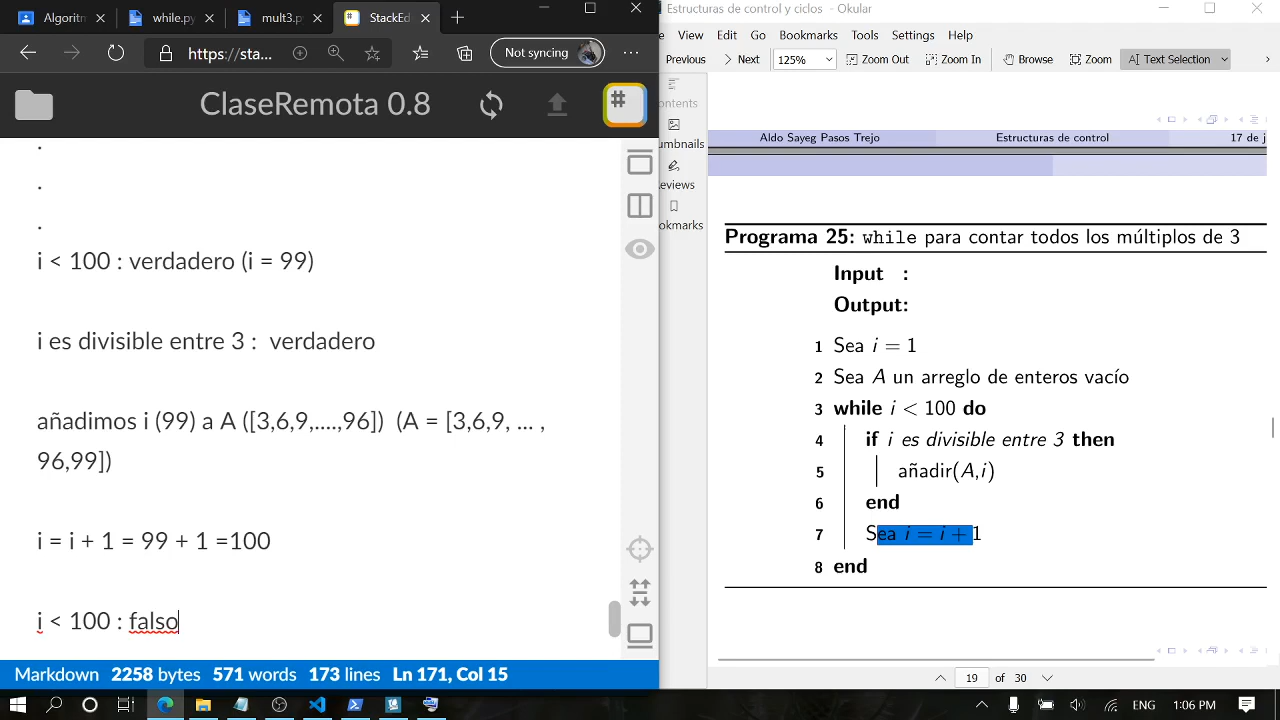 Algorit
while.py
mult3.p
StackEd
https://sta...
Not syncing
ClaseRemota 0.8
.
.
.
i < 100 : verdadero (i = 99)
i es divisible entre 3 :  verdadero
añadimos i (99) a A ([3,6,9,....,96])  (A = [3,6,9, ... ,
96,99])
i = i + 1 = 99 + 1 =100
i < 100 : falso
Markdown 2258 bytes 571 words 173 lines Ln 171, Col 15
Estructuras de control y ciclos - Okular
e View Edit Go Bookmarks Tools Settings Help
Previous Next 125% Zoom Out Zoom In Browse Zoom Text Selection
ontents
umbnails
eviews
okmarks
Aldo Sayeg Pasos Trejo Estructuras de control 17 de j
Programa 25: while para contar todos los múltiplos de 3
Input :
Output:
1 Sea i = 1
2 Sea A un arreglo de enteros vacío
3 while i < 100 do
4 if i es divisible entre 3 then
5 añadir(A,i)
6 end
7 Sea i = i + 1
8 end
19 of 30
ENG 1:06 PM